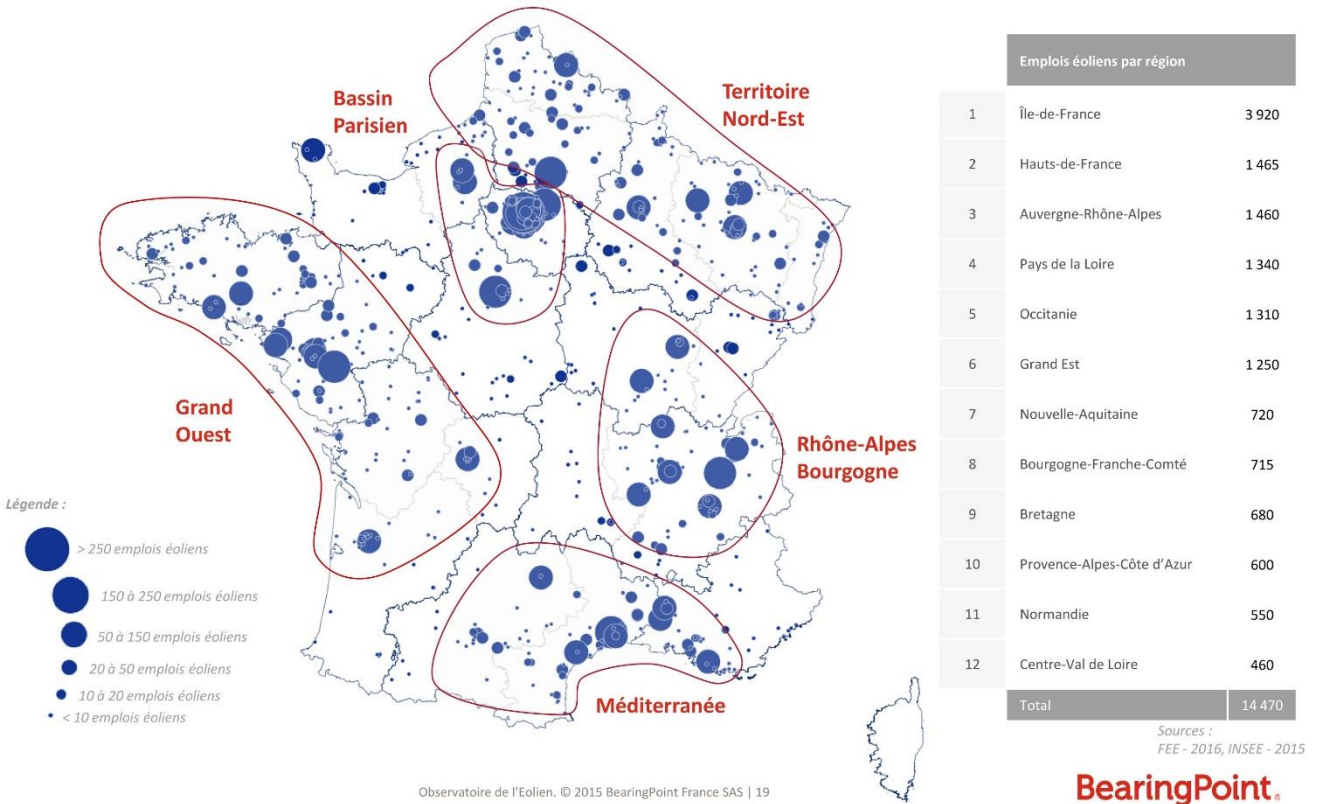 Bassin
Parisien
Territoire
Nord-Est
Grand
Ouest
Rhône-Alpes
Bourgogne
Méditerranée
Légende :
> 250 emplois éoliens
150 à 250 emplois éoliens
50 à 150 emplois éoliens
20 à 50 emplois éoliens
10 à 20 emplois éoliens
< 10 emplois éoliens
Emplois éoliens par région
1 Île-de-France 3 920
2 Hauts-de-France 1 465
3 Auvergne-Rhône-Alpes 1 460
4 Pays de la Loire 1 340
5 Occitanie 1 310
6 Grand Est 1 250
7 Nouvelle-Aquitaine 720
8 Bourgogne-Franche-Comté 715
9 Bretagne 680
10 Provence-Alpes-Côte d'Azur 600
11 Normandie 550
12 Centre-Val de Loire 460
Total 14 470
Sources :
FEE - 2016, INSEE - 2015
Observatoire de l'Eolien. © 2015 BearingPoint France SAS | 19
BearingPoint®